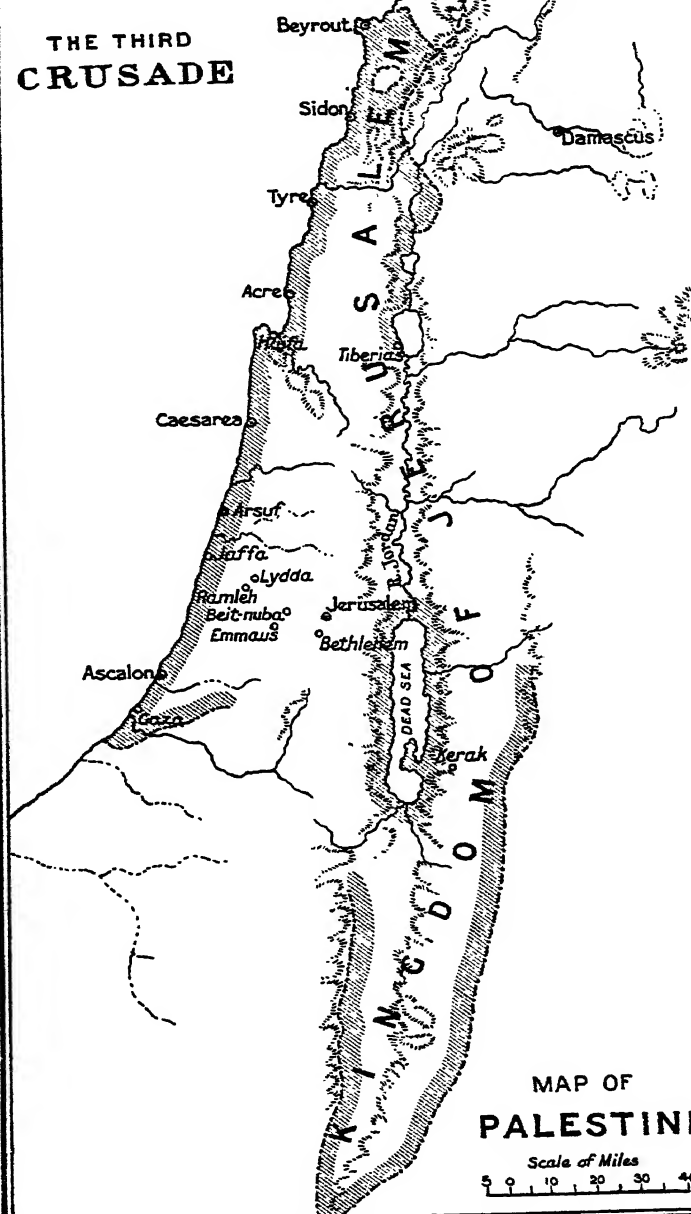 THE THIRD
CRUSADE
Beyrout
Sidon
Damascus
Tyre
Acre
Haifa
Tiberias
Caesarea
Arsuf
R. Jordan
Jaffa
Lydda
Ramleh
Beit-nuba
Jerusalem
Emmaus
Bethlehem
Ascalon
DEAD SEA
Gaza
Kerak
KINGDOM OF JERUSALEM
MAP OF
PALESTIN
Scale of Miles
5 0 10 20 30 40